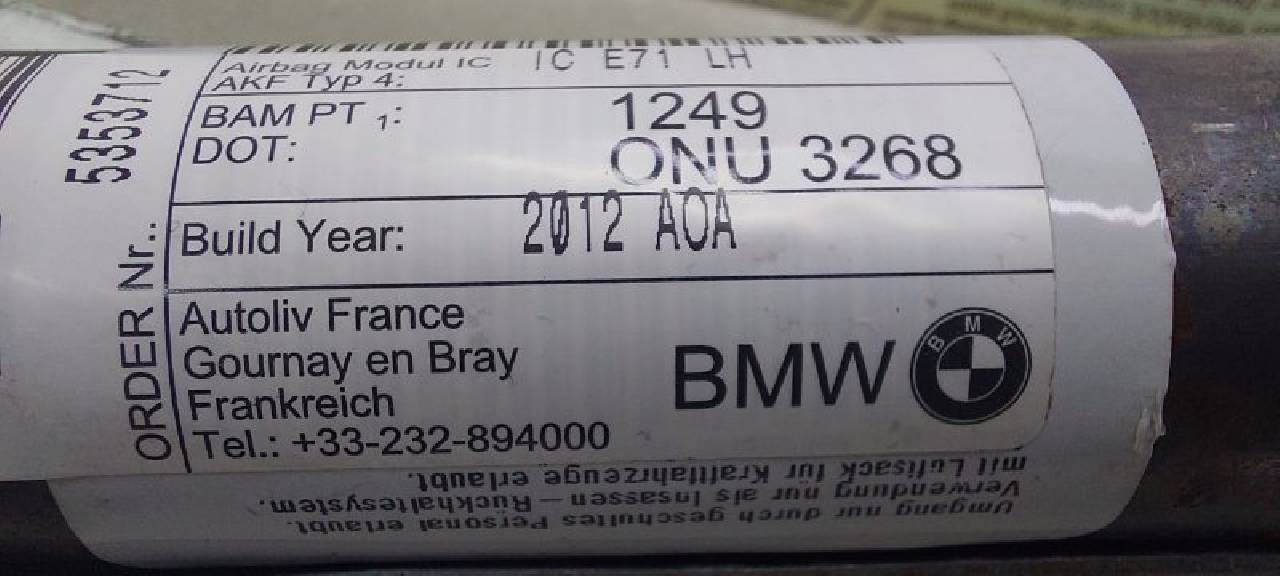 Airbag Modul IC IC E71 LH
AKF Typ 4:
BAM PT 1: 1249
DOT: ONU 3268
Build Year: 2012 AOA
Autoliv France
Gournay en Bray
Frankreich
Tel.: +33-232-894000
BMW
BMW
ORDER Nr.: 5353712
Umgang nur durch geschultes Personal erlaubt.
Verwendung nur als Insassen – Rückhaltesystem.
mit Luftsack für Kraftfahrzeuge erlaubt.